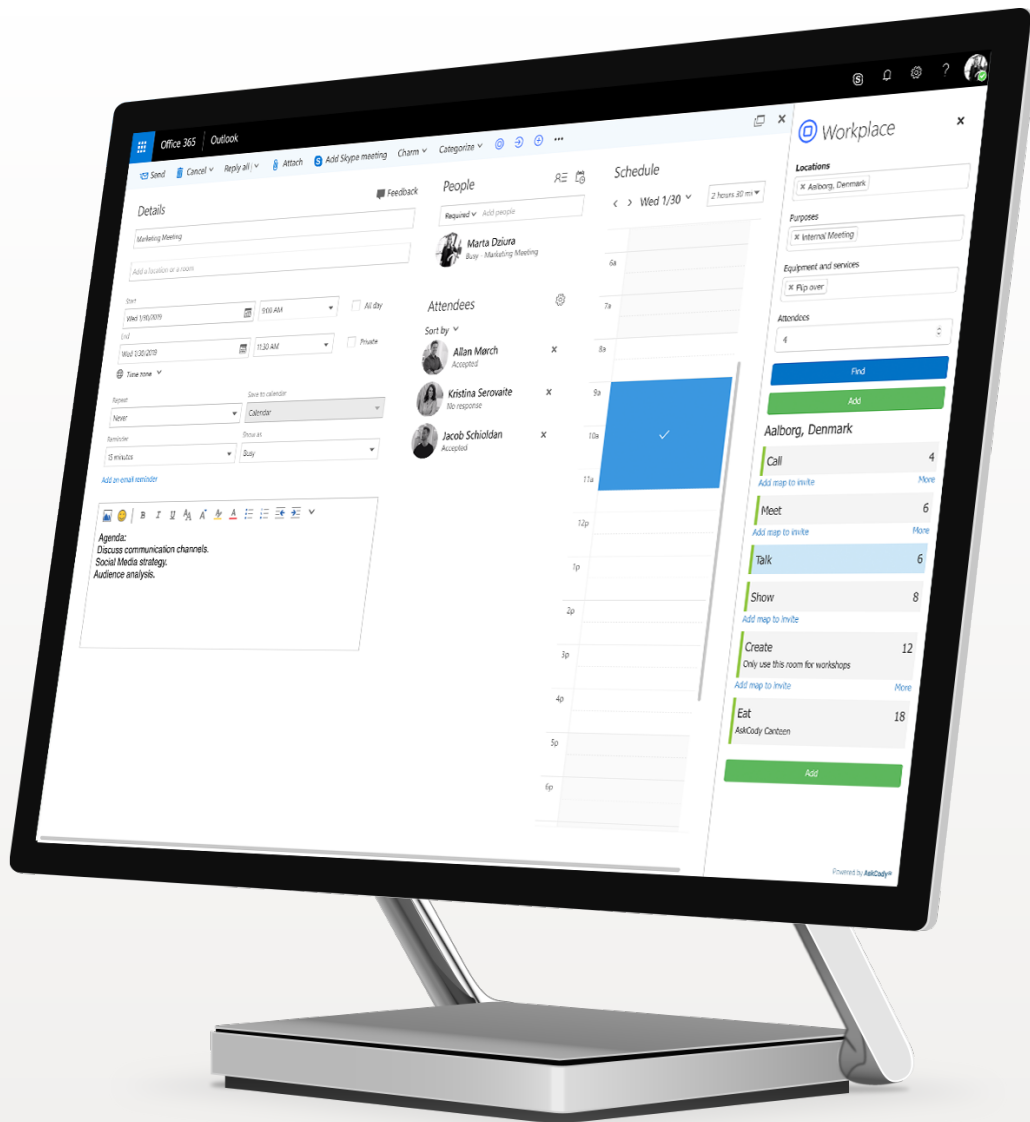 Office 365 Outlook
Send Cancel Reply all Attach Add Skype meeting Charm Categorize
Details
Feedback
Marketing Meeting
Add a location or a room
Start
Wed 1/30/2019 9:00 AM All day
End
Wed 1/30/2019 11:30 AM Private
Time zone
Repeat Save to calendar
Never Calendar
Reminder Show as
15 minutes Busy
Add an email reminder
B I U
Agenda:
Discuss communication channels.
Social Media strategy.
Audience analysis.
People
Required Add people
Marta Dziura
Busy - Marketing Meeting
Attendees
Sort by
Allan Mørch
Accepted
Kristina Serovaite
No response
Jacob Schioldan
Accepted
Schedule
Wed 1/30 2 hours 30 mi
6a
7a
8a
9a
10a
11a
12p
1p
2p
3p
4p
5p
6p
Workplace
Locations
Aalborg, Denmark
Purposes
Internal Meeting
Equipment and services
Flip over
Attendees
4
Find
Add
Aalborg, Denmark
Call 4
Add map to invite More
Meet 6
Add map to invite More
Talk 6
Show 8
Add map to invite
Create 12
Only use this room for workshops
Add map to invite More
Eat 18
AskCody Canteen
Add
Powered by AskCody®